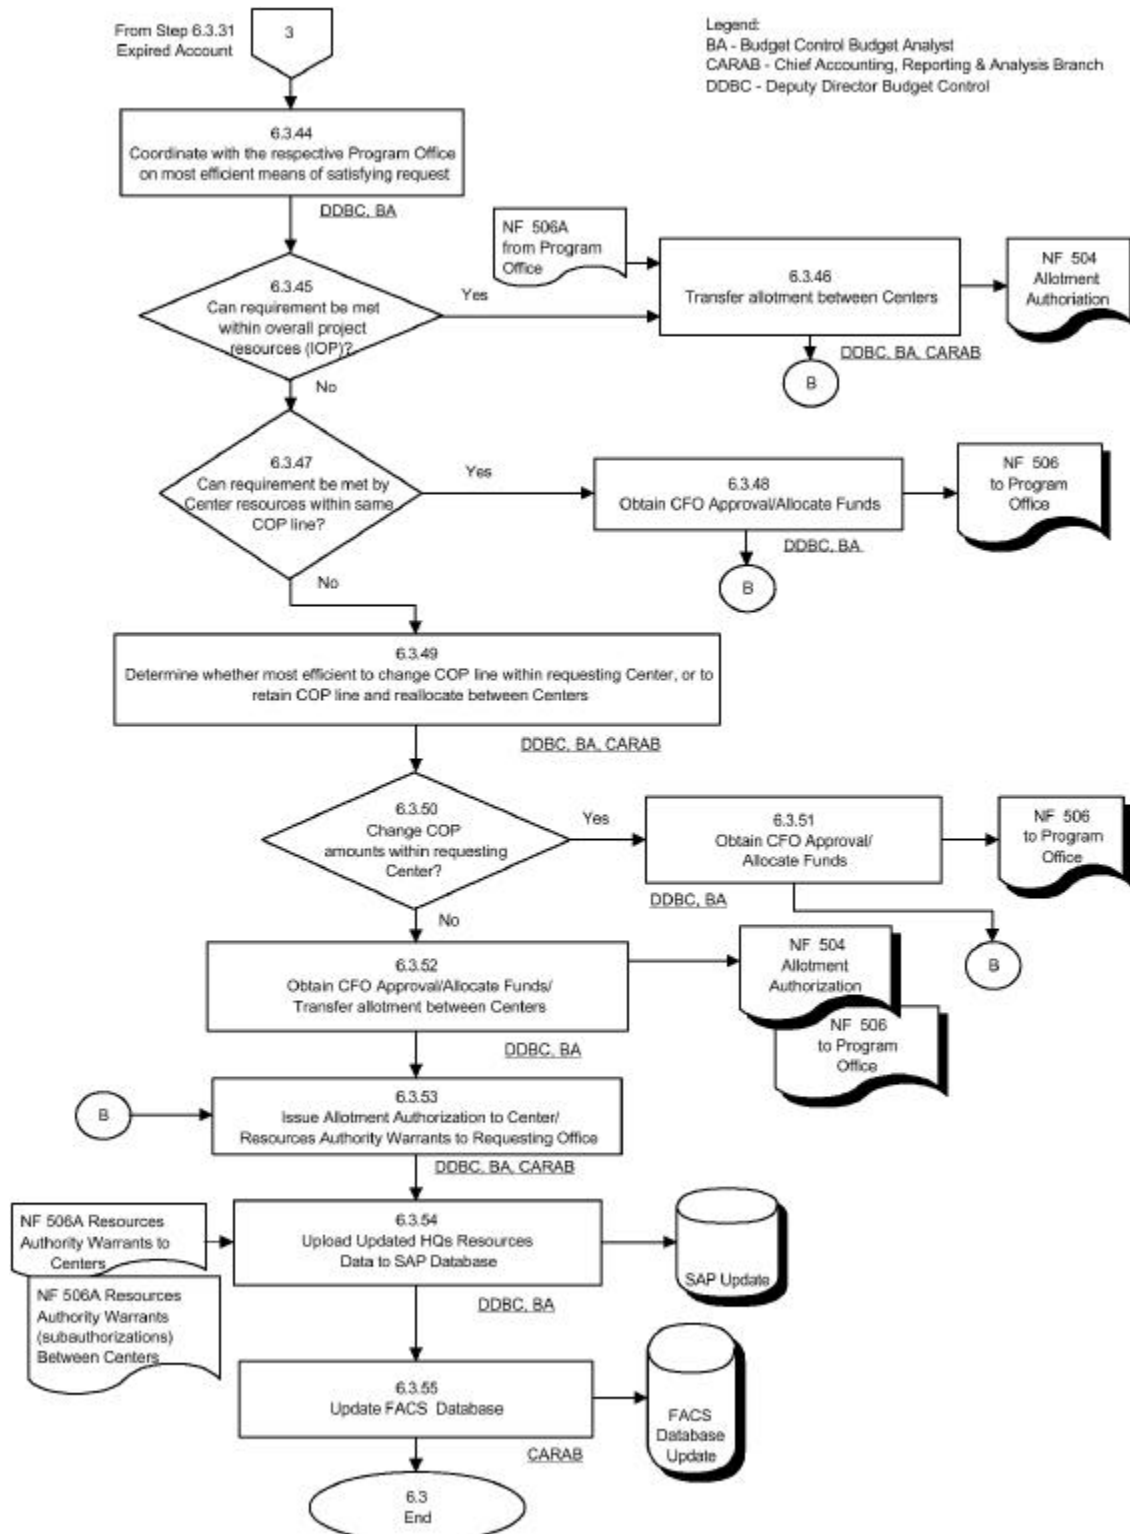 From Step 6.3.31
Expired Account
3
Legend:
BA - Budget Control Budget Analyst
CARAB - Chief Accounting, Reporting & Analysis Branch
DDBC - Deputy Director Budget Control
6.3.44
Coordinate with the respective Program Office
on most efficient means of satisfying request
DDBC, BA
6.3.45
Can requirement be met
within overall project
resources (IOP)?
Yes
No
NF 506A
from Program
Office
6.3.46
Transfer allotment between Centers
DDBC, BA, CARAB
B
NF 504
Allotment
Authoriation
6.3.47
Can requirement be met by
Center resources within same
COP line?
Yes
No
6.3.48
Obtain CFO Approval/Allocate Funds
DDBC, BA
B
NF 506
to Program
Office
6.3.49
Determine whether most efficient to change COP line within requesting Center, or to
retain COP line and reallocate between Centers
DDBC, BA, CARAB
6.3.50
Change COP
amounts within requesting
Center?
Yes
No
6.3.51
Obtain CFO Approval/
Allocate Funds
DDBC, BA
B
NF 506
to Program
Office
6.3.52
Obtain CFO Approval/Allocate Funds/
Transfer allotment between Centers
DDBC, BA
NF 504
Allotment
Authorization
NF 506
to Program
Office
B
6.3.53
Issue Allotment Authorization to Center/
Resources Authority Warrants to Requesting Office
DDBC, BA, CARAB
NF 506A Resources
Authority Warrants to
Centers
NF 506A Resources
Authority Warrants
(subauthorizations)
Between Centers
6.3.54
Upload Updated HQs Resources
Data to SAP Database
DDBC, BA
SAP Update
6.3.55
Update FACS Database
CARAB
FACS
Database
Update
6.3
End